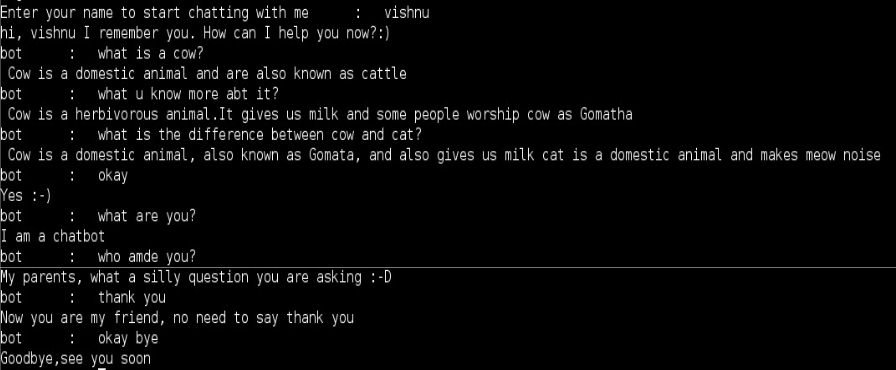 Enter your name to start chatting with me : vishnu
hi, vishnu I remember you. How can I help you now?:)
bot : what is a cow?
Cow is a domestic animal and are also known as cattle
bot : what u know more abt it?
Cow is a herbivorous animal.It gives us milk and some people worship cow as Gomatha
bot : what is the difference between cow and cat?
Cow is a domestic animal, also known as Gomata, and also gives us milk cat is a domestic animal and makes meow noise
bot : okay
Yes :-)
bot : what are you?
I am a chatbot
bot : who amde you?
My parents, what a silly question you are asking :-D
bot : thank you
Now you are my friend, no need to say thank you
bot : okay bye
Goodbye,see you soon